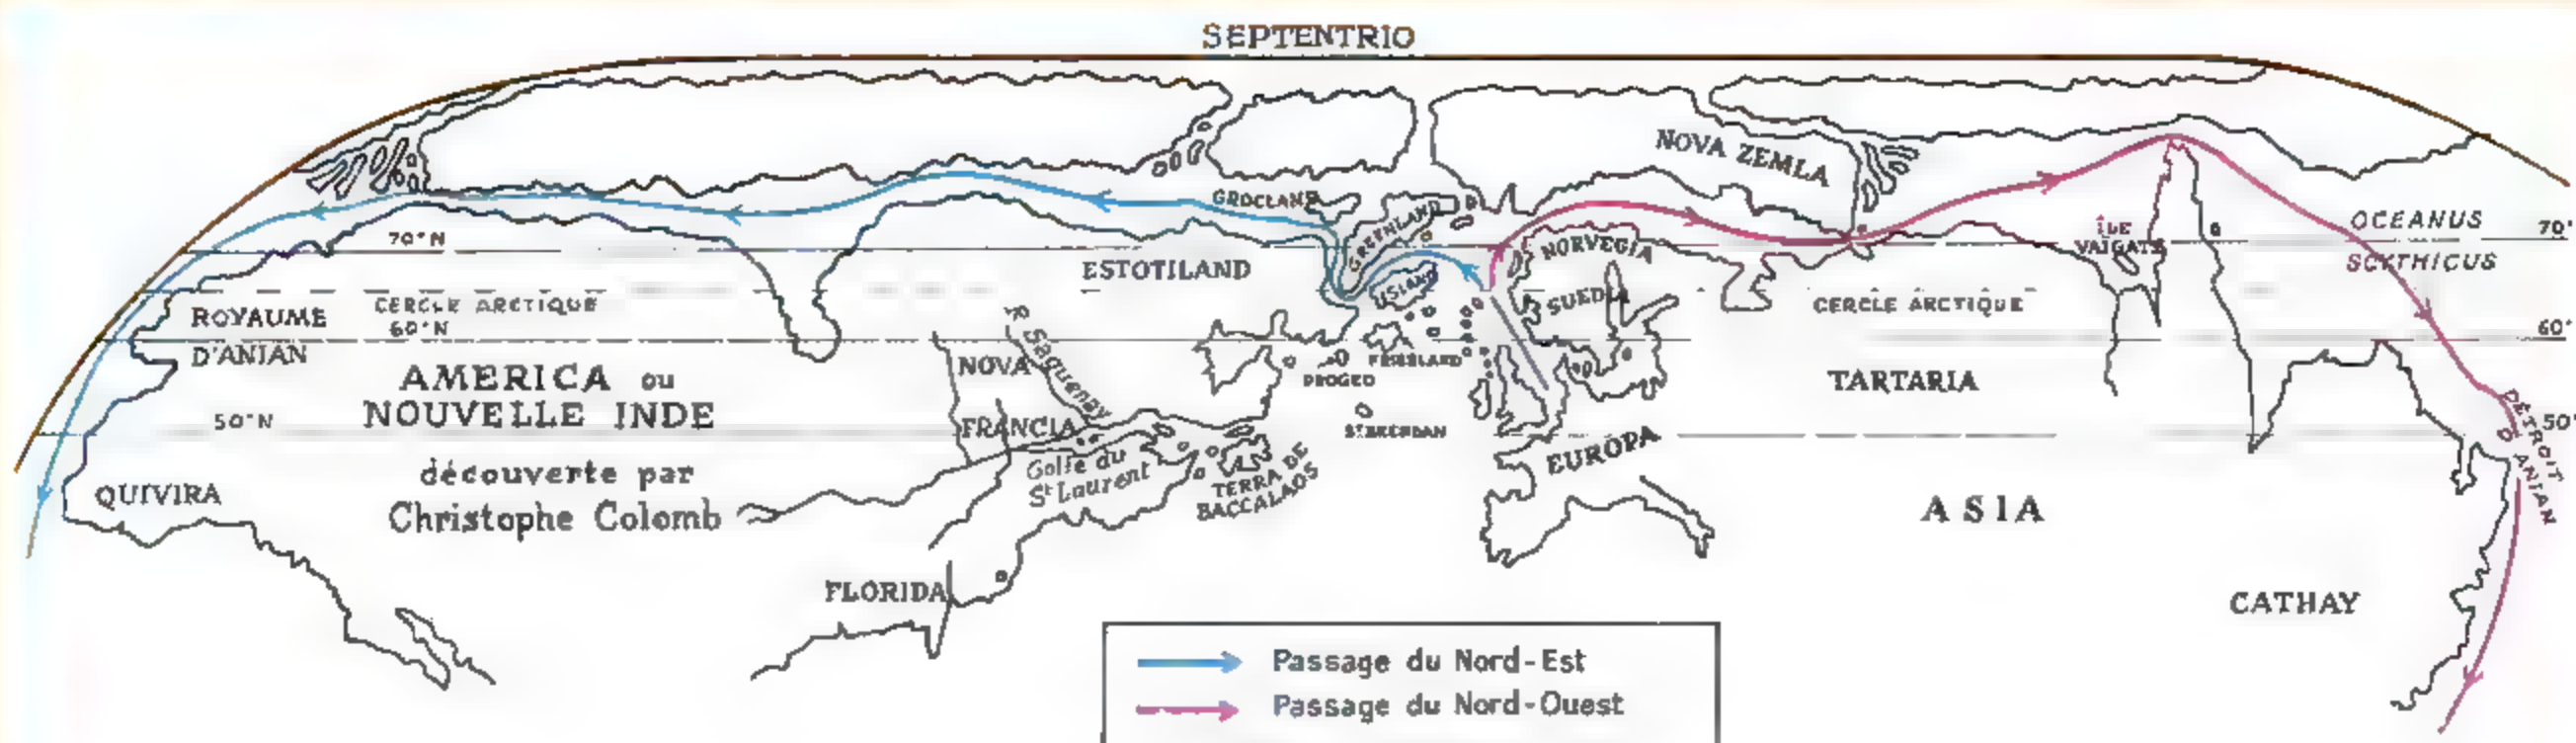 SEPTENTRIO
NOVA ZEMLA
GROCLAND
GREENLAND
OCEANUS
SCYTHICUS
70°N
70°
ÎLE
VAIGATS
NORVEGIA
ESTOTILAND
ISLAND
SUEDIA
CERCLE ARCTIQUE
CERCLE ARCTIQUE
ROYAUME
D'ANIAN
60°N
60°
R. Saguenay
NOVA
FRANCIA
DROGEO
FRISELAND
AMERICA ou
NOUVELLE INDE
TARTARIA
50°N
50°
DÉTROIT
ANIAN
St BRENDAN
EUROPA
Golfe du
St Laurent
TERRA DE
BACCALAOS
découverte par
Christophe Colomb
QUIVIRA
ASIA
FLORIDA
CATHAY
Passage du Nord-Est
Passage du Nord-Ouest